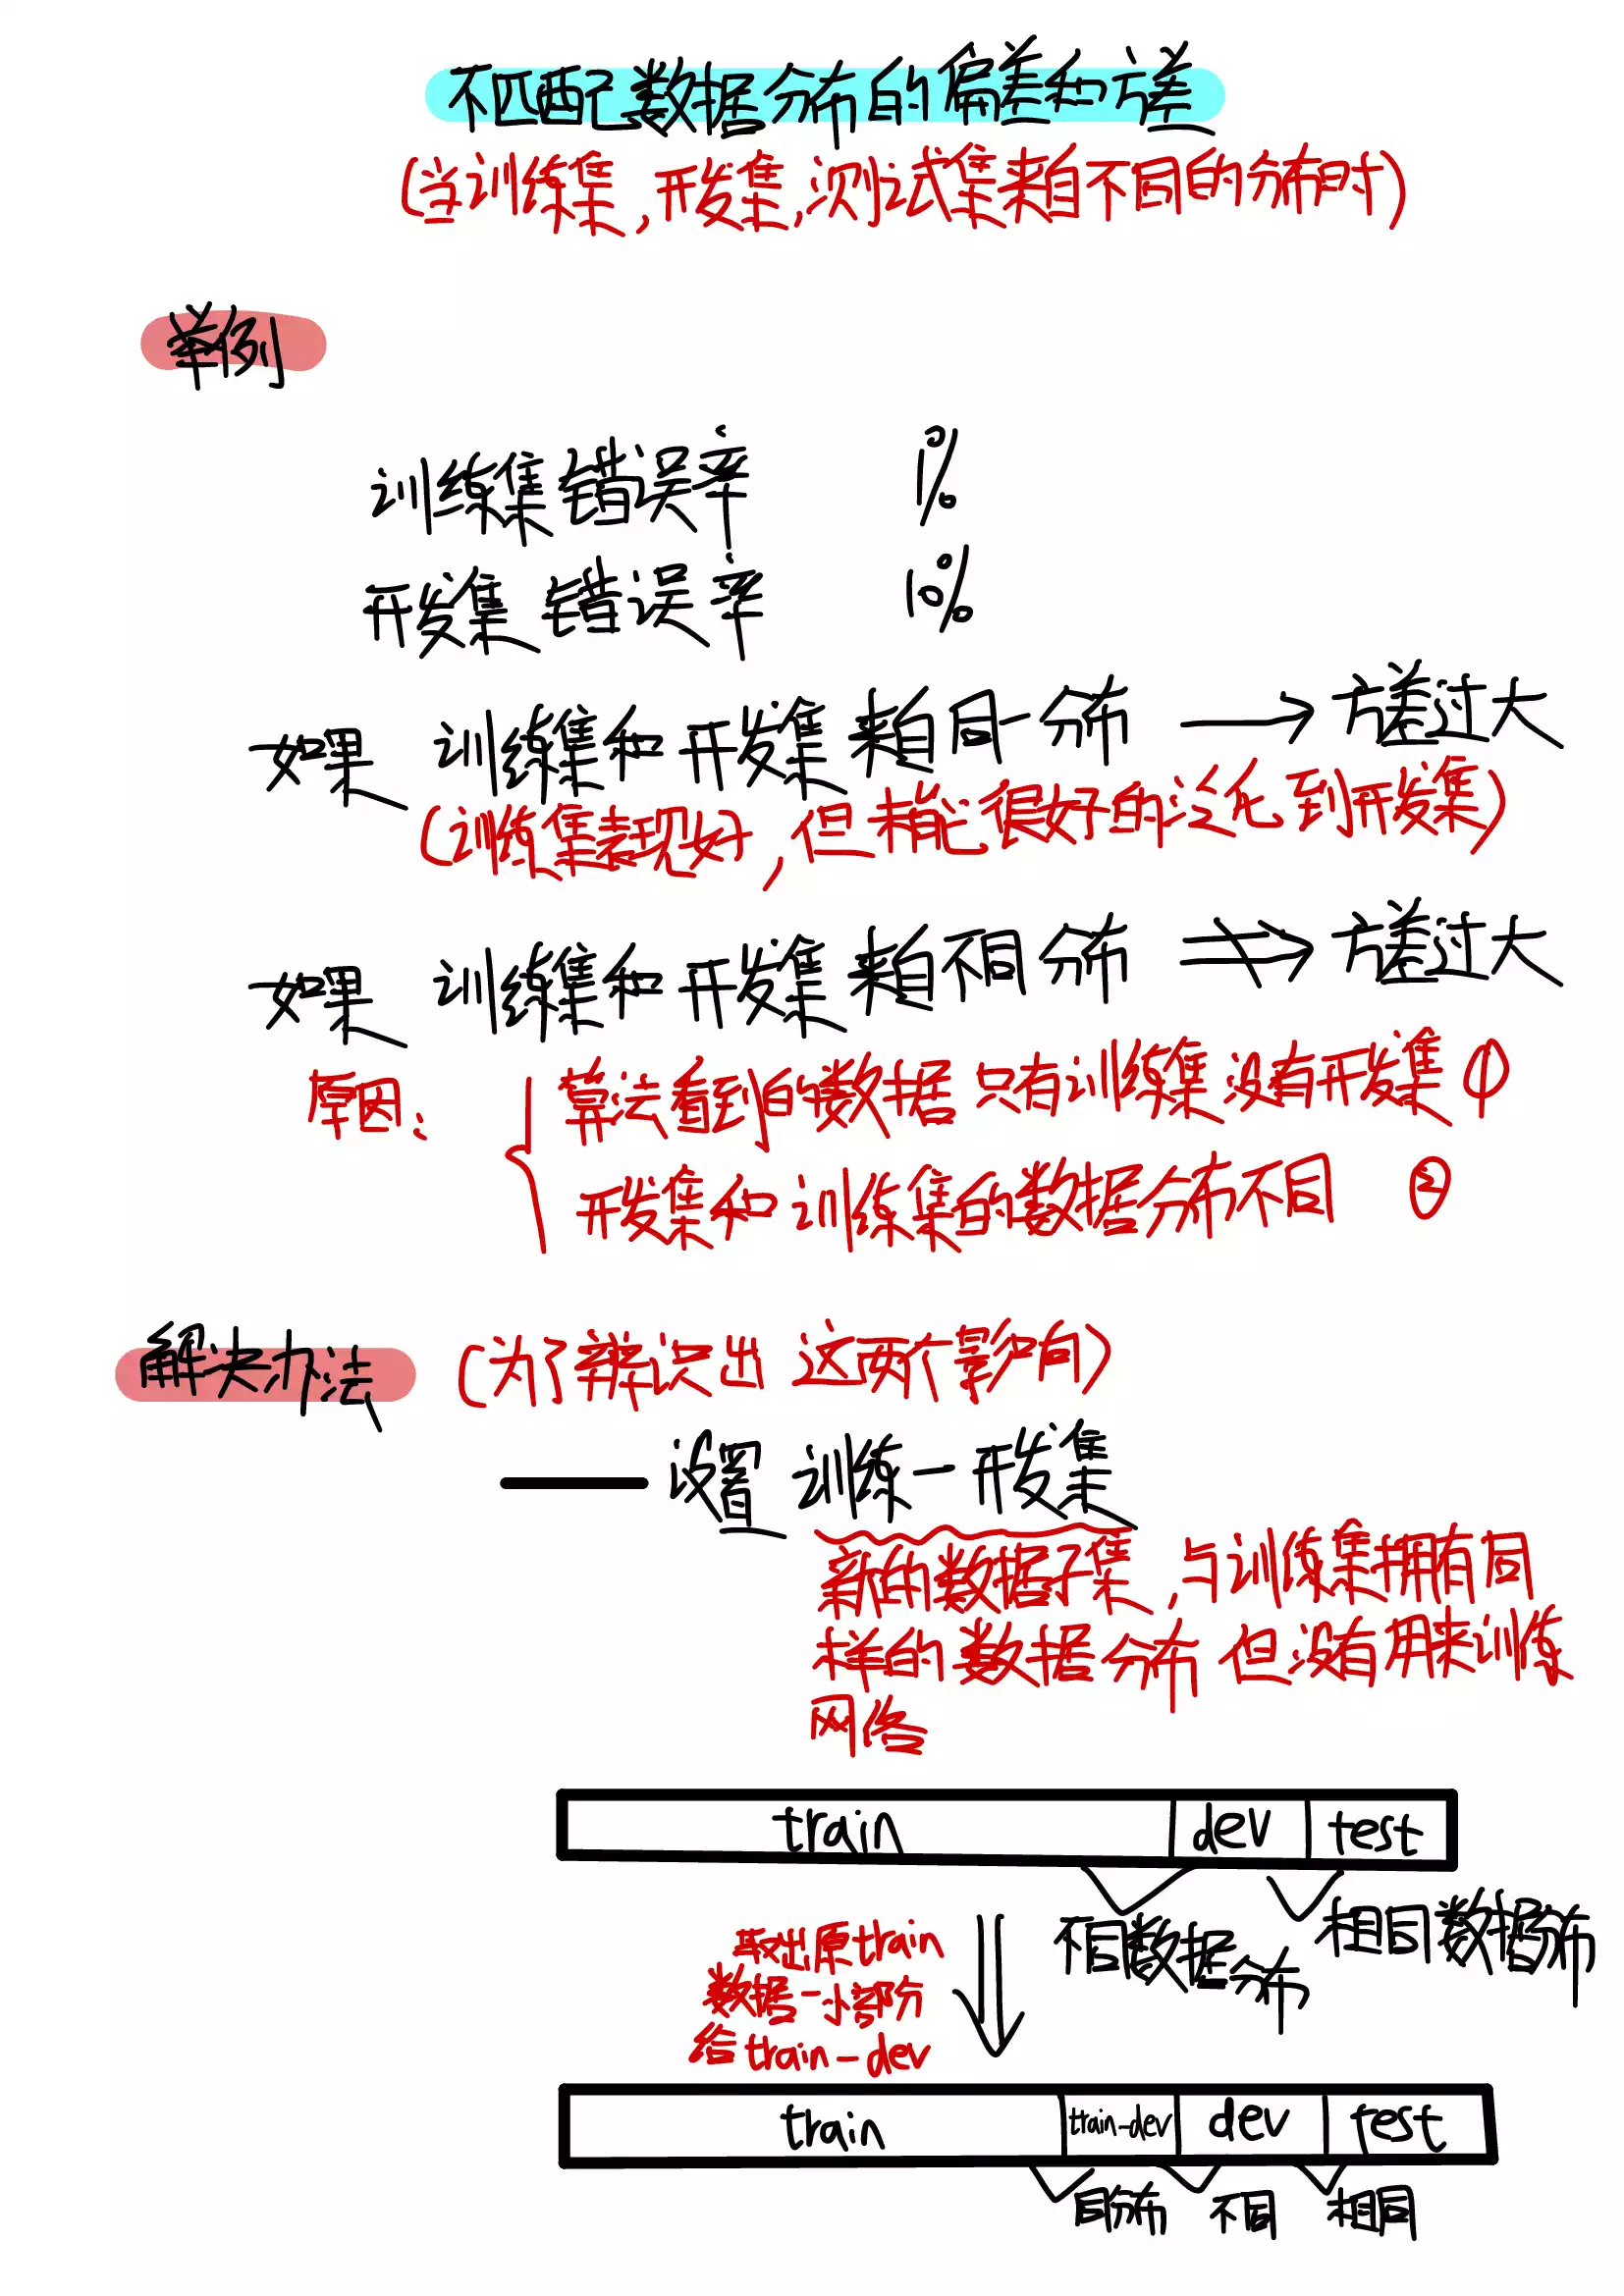 不匹配数据分布的偏差和方差
(当训练集,开发集,测试集来自不同的分布时)
举例
训练集错误率 1%
开发集错误率 10%
如果 训练集和开发集来自同一分布 → 方差过大
(训练集表现好,但未能很好的泛化到开发集)
如果 训练集和开发集来自不同分布 ⇏ 方差过大
原因: 算法看到的数据只有训练集没有开发集 ①
开发集和训练集的数据分布不同 ②
解决办法 (为了辨识出这两个影响)
—— 设置 训练-开发集
新的数据子集,与训练集拥有同
样的数据分布但没有用来训练
网络
train dev test
不同数据分布 相同数据分布
取出原train
数据一小部分
给train-dev
train train-dev dev test
同分布 不同 相同